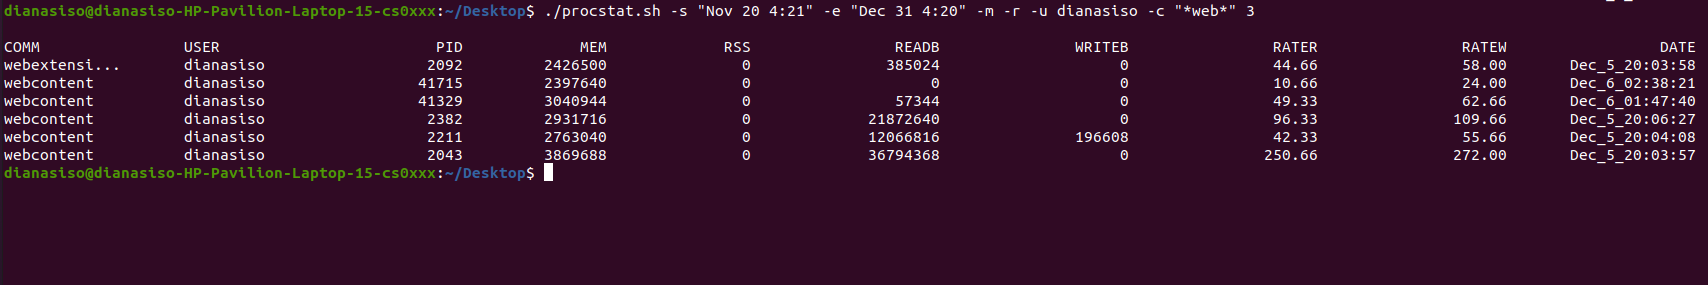 dianasiso@dianasiso-HP-Pavilion-Laptop-15-cs0xxx:~/Desktop$ ./procstat.sh -s "Nov 20 4:21" -e "Dec 31 4:20" -m -r -u dianasiso -c "*web*" 3
COMM USER PID MEM RSS READB WRITEB RATER RATEW DATE
webextensi... dianasiso 2092 2426500 0 385024 0 44.66 58.00 Dec_5_20:03:58
webcontent dianasiso 41715 2397640 0 0 0 10.66 24.00 Dec_6_02:38:21
webcontent dianasiso 41329 3040944 0 57344 0 49.33 62.66 Dec_6_01:47:40
webcontent dianasiso 2382 2931716 0 21872640 0 96.33 109.66 Dec_5_20:06:27
webcontent dianasiso 2211 2763040 0 12066816 196608 42.33 55.66 Dec_5_20:04:08
webcontent dianasiso 2043 3869688 0 36794368 0 250.66 272.00 Dec_5_20:03:57
dianasiso@dianasiso-HP-Pavilion-Laptop-15-cs0xxx:~/Desktop$